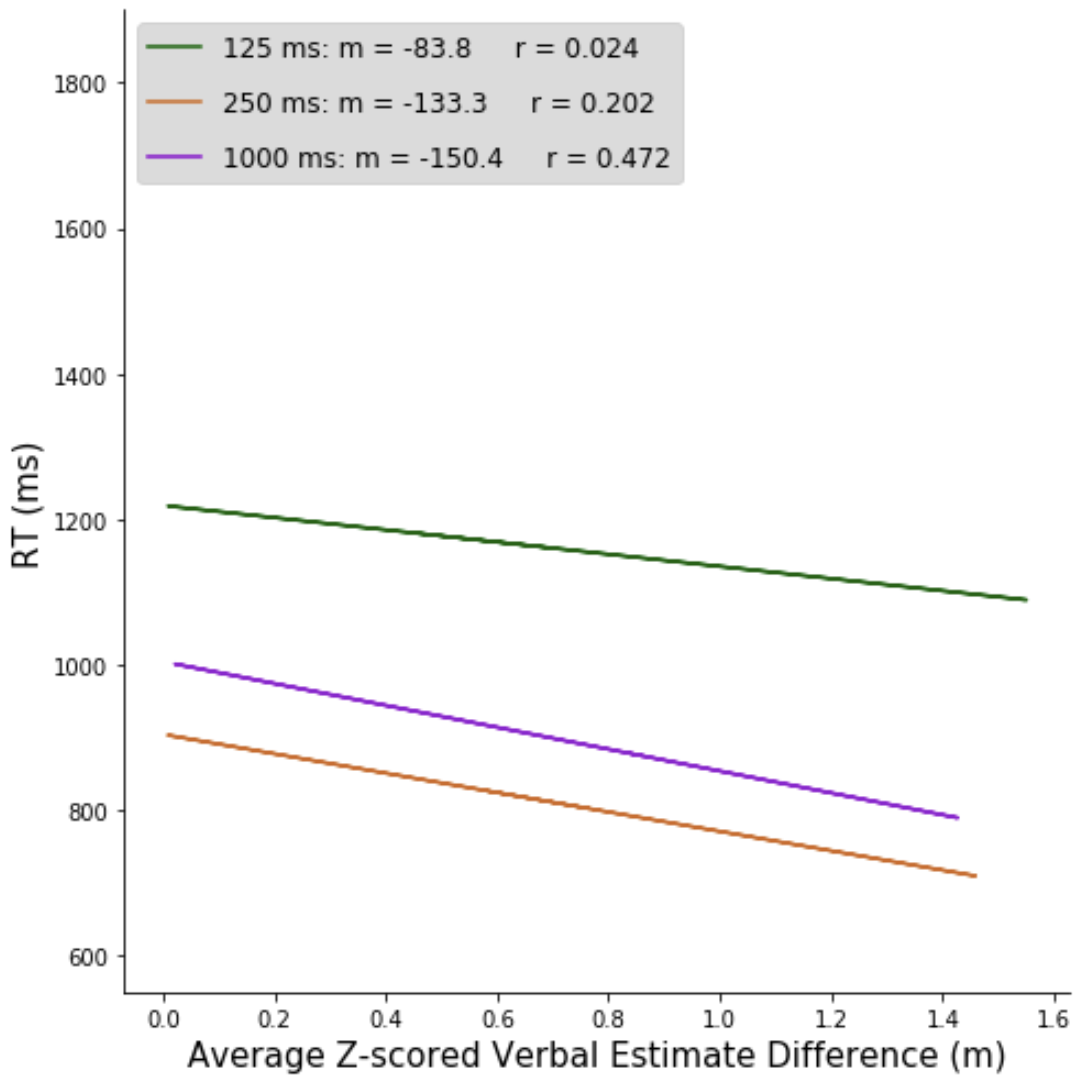 125 ms: m = -83.8 r = 0.024
250 ms: m = -133.3 r = 0.202
1000 ms: m = -150.4 r = 0.472
1800
1600
1400
1200
1000
800
600
RT (ms)
0.0 0.2 0.4 0.6 0.8 1.0 1.2 1.4 1.6
Average Z-scored Verbal Estimate Difference (m)